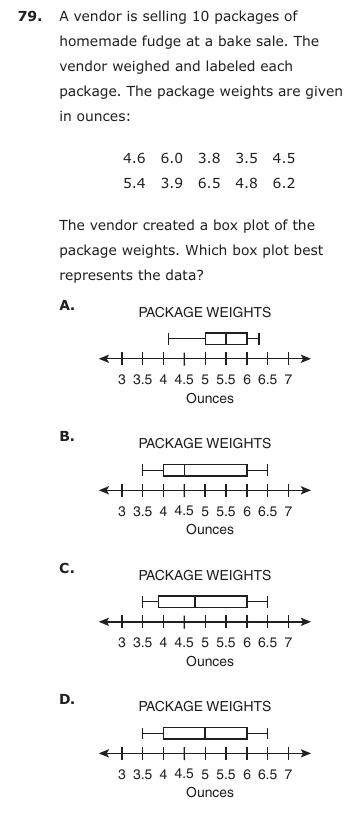 79. A vendor is selling 10 packages of
homemade fudge at a bake sale. The
vendor weighed and labeled each
package. The package weights are given
in ounces:
4.6 6.0 3.8 3.5 4.5
5.4 3.9 6.5 4.8 6.2
The vendor created a box plot of the
package weights. Which box plot best
represents the data?
A.
PACKAGE WEIGHTS
3 3.5 4 4.5 5 5.5 6 6.5 7
Ounces
B.
PACKAGE WEIGHTS
3 3.5 4 4.5 5 5.5 6 6.5 7
Ounces
C.
PACKAGE WEIGHTS
3 3.5 4 4.5 5 5.5 6 6.5 7
Ounces
D.
PACKAGE WEIGHTS
3 3.5 4 4.5 5 5.5 6 6.5 7
Ounces